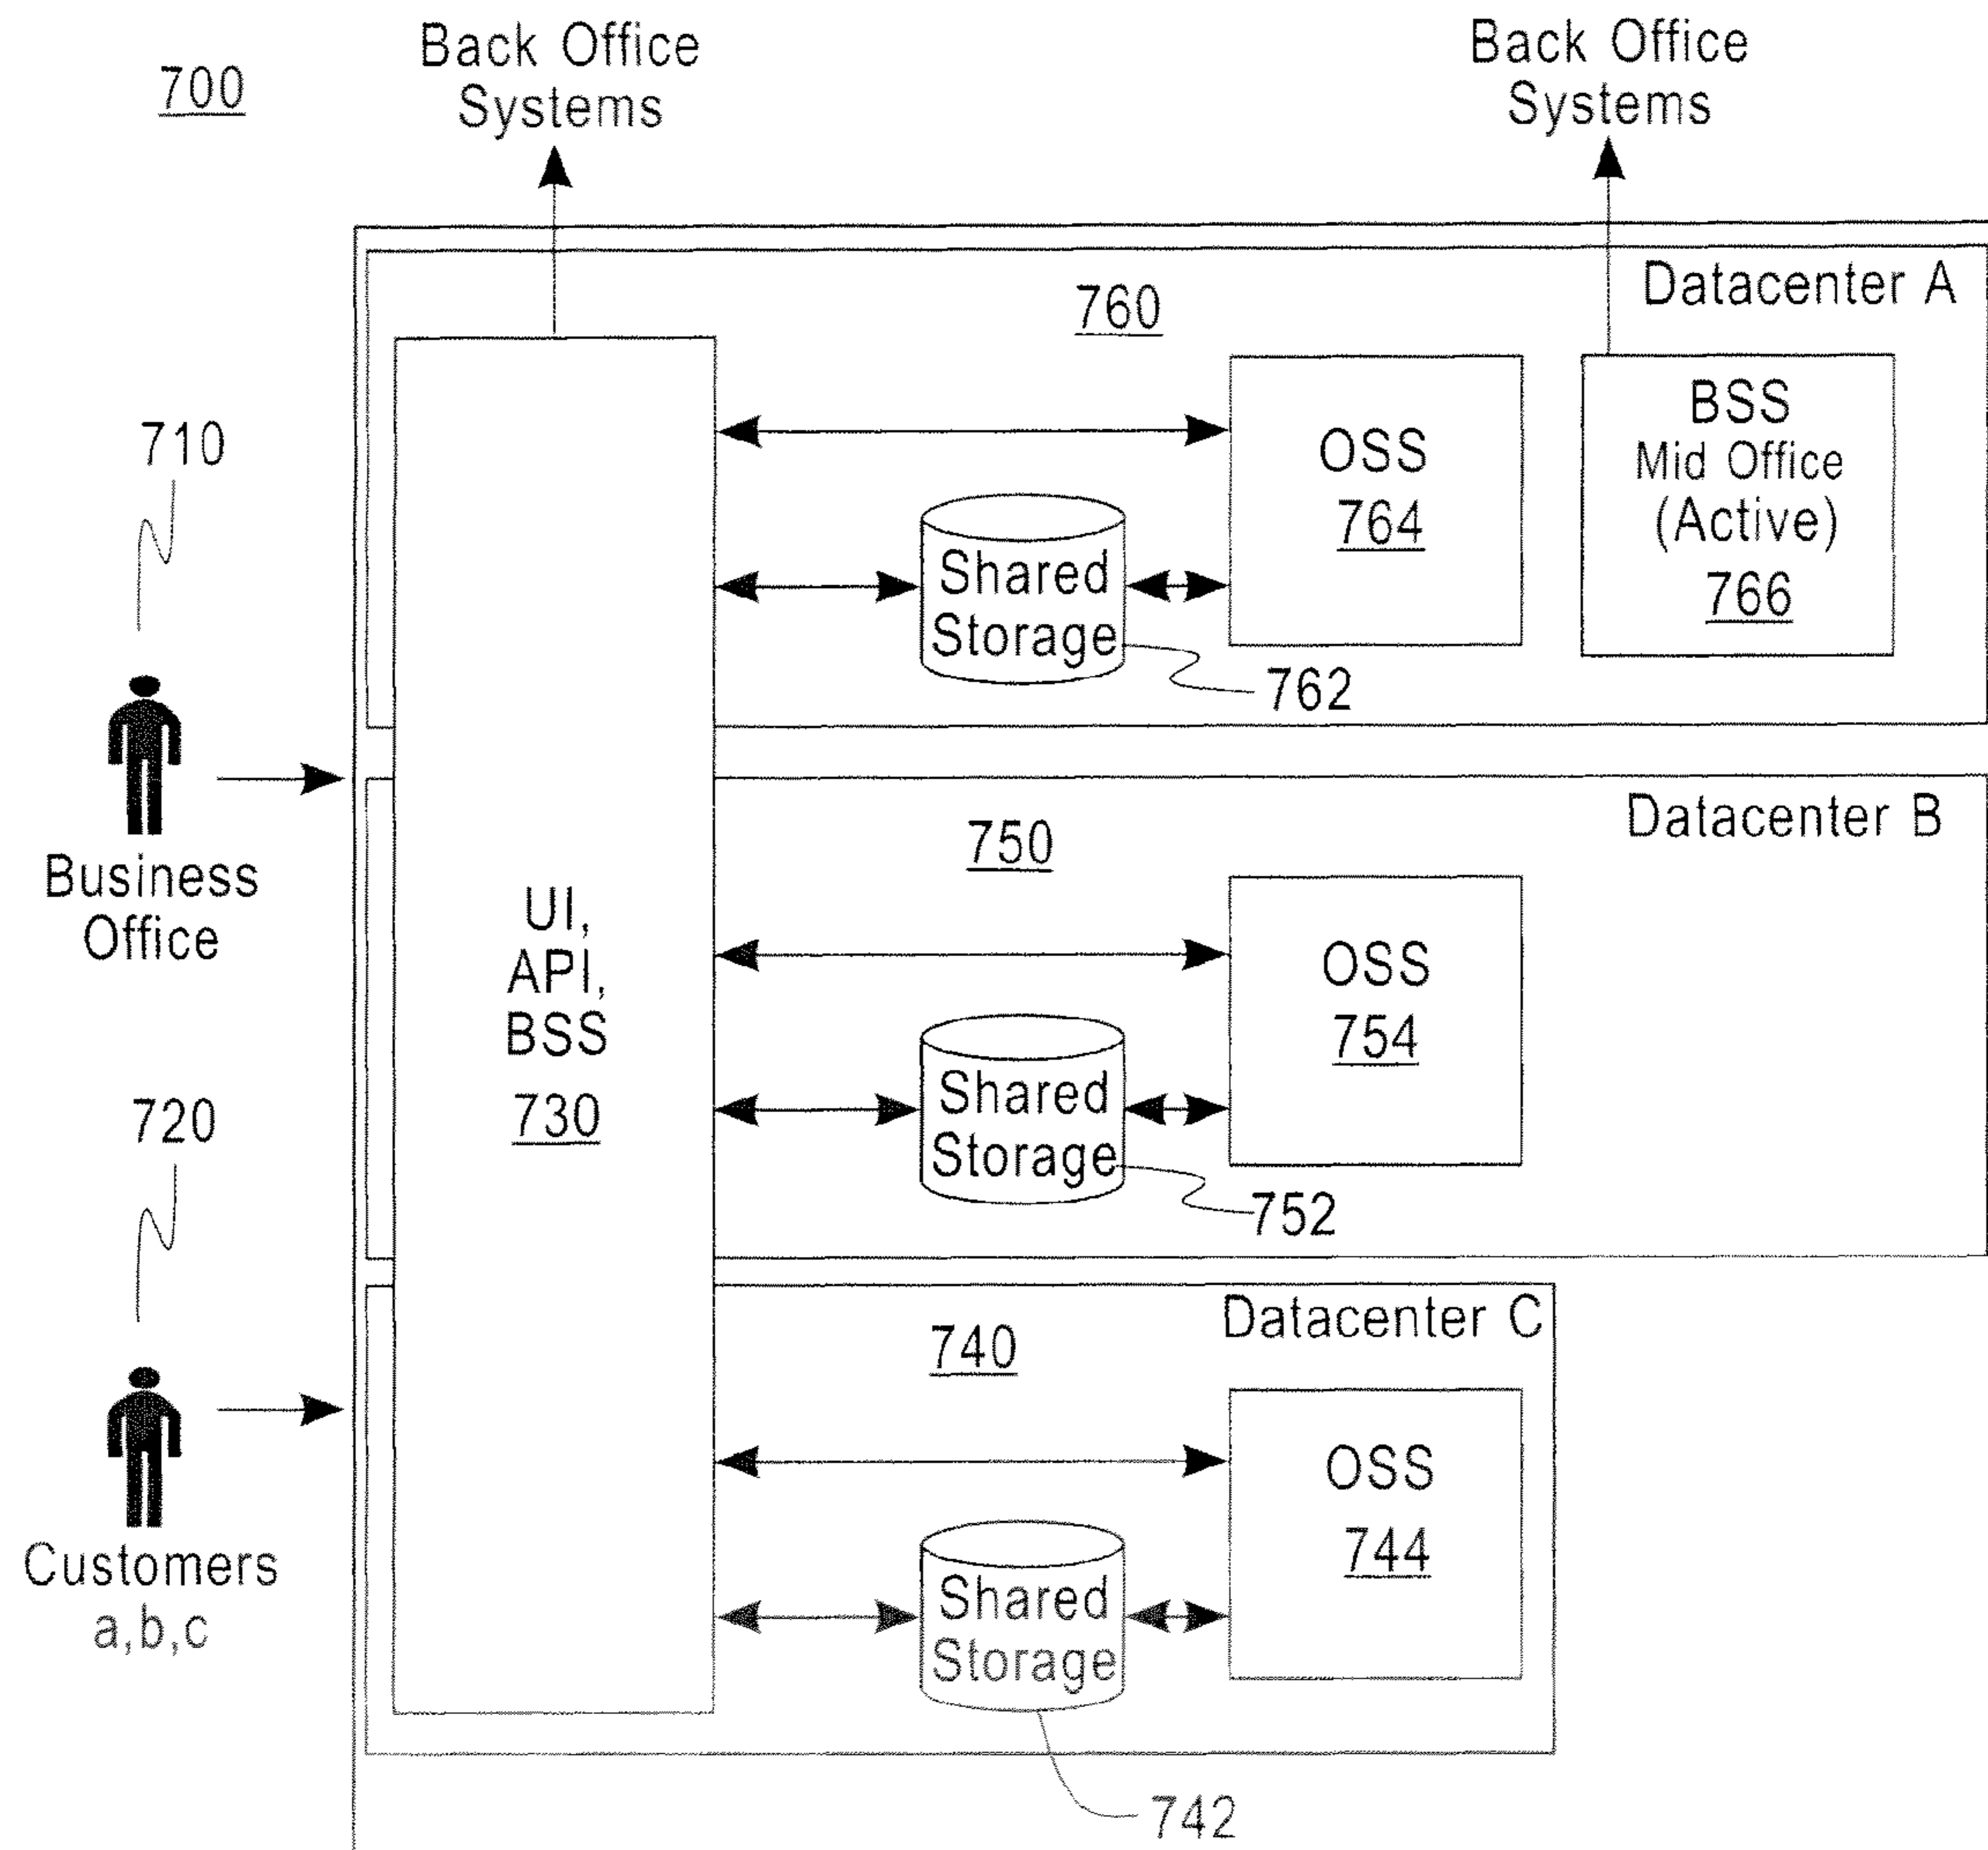 700
Back Office
Systems
Back Office
Systems
Datacenter A
760
710
OSS
764
BSS
Mid Office
(Active)
766
Shared
Storage
762
Business
Office
Datacenter B
750
UI,
API,
BSS
730
OSS
754
Shared
Storage
752
720
Datacenter C
740
OSS
744
Customers
a,b,c
Shared
Storage
742